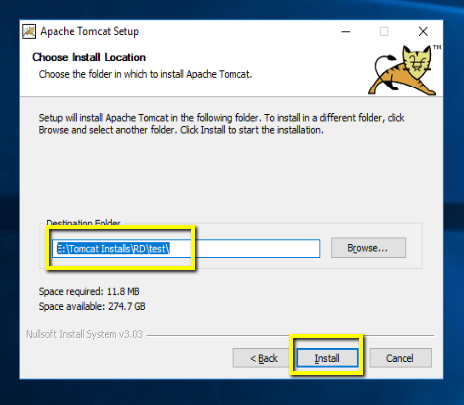 Apache Tomcat Setup
Choose Install Location
Choose the folder in which to install Apache Tomcat.
TM
Setup will install Apache Tomcat in the following folder. To install in a different folder, click
Browse and select another folder. Click Install to start the installation.
Destination Folder
E:\Tomcat Installs\RD\test\
Browse...
Space required: 11.8 MB
Space available: 274.7 GB
Nullsoft Install System v3.03
< Back
Install
Cancel